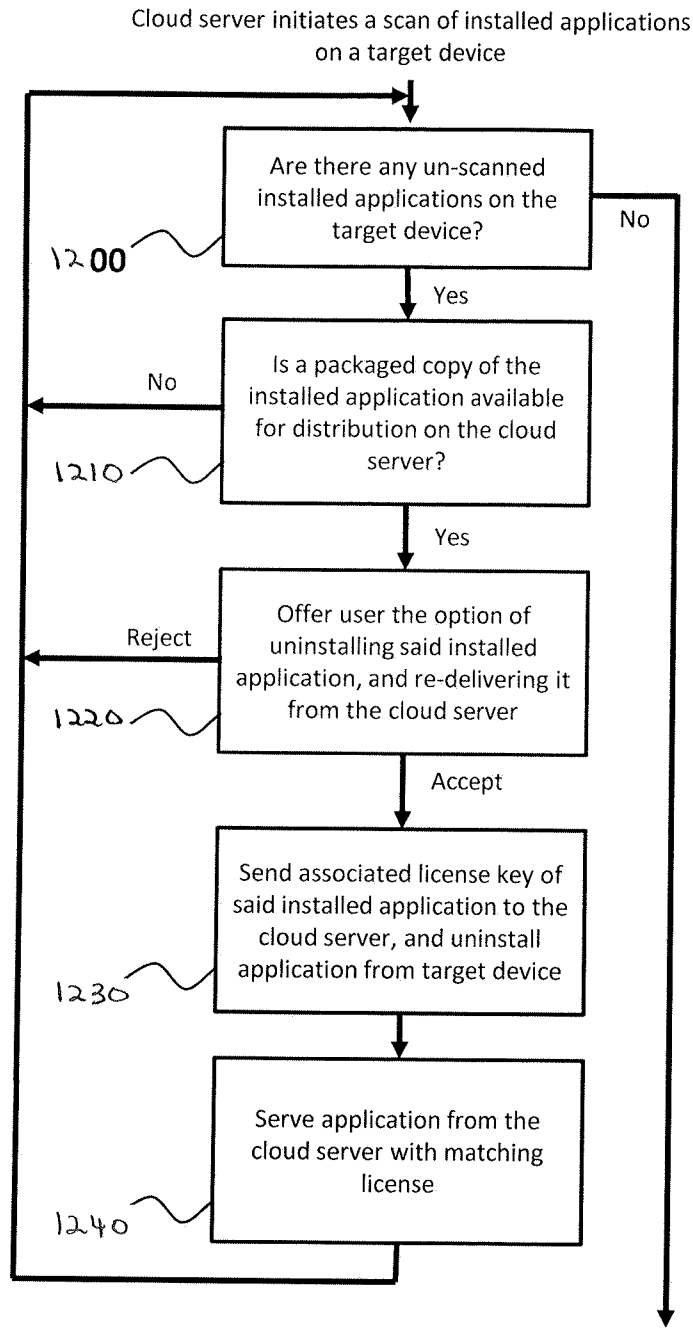 Cloud server initiates a scan of installed applications
on a target device
Are there any un-scanned
installed applications on the
target device?
No
1200
Yes
Is a packaged copy of the
installed application available
for distribution on the cloud
server?
No
1210
Yes
Offer user the option of
uninstalling said installed
application, and re-delivering it
from the cloud server
Reject
1220
Accept
Send associated license key of
said installed application to the
cloud server, and uninstall
application from target device
1230
Serve application from the
cloud server with matching
license
1240